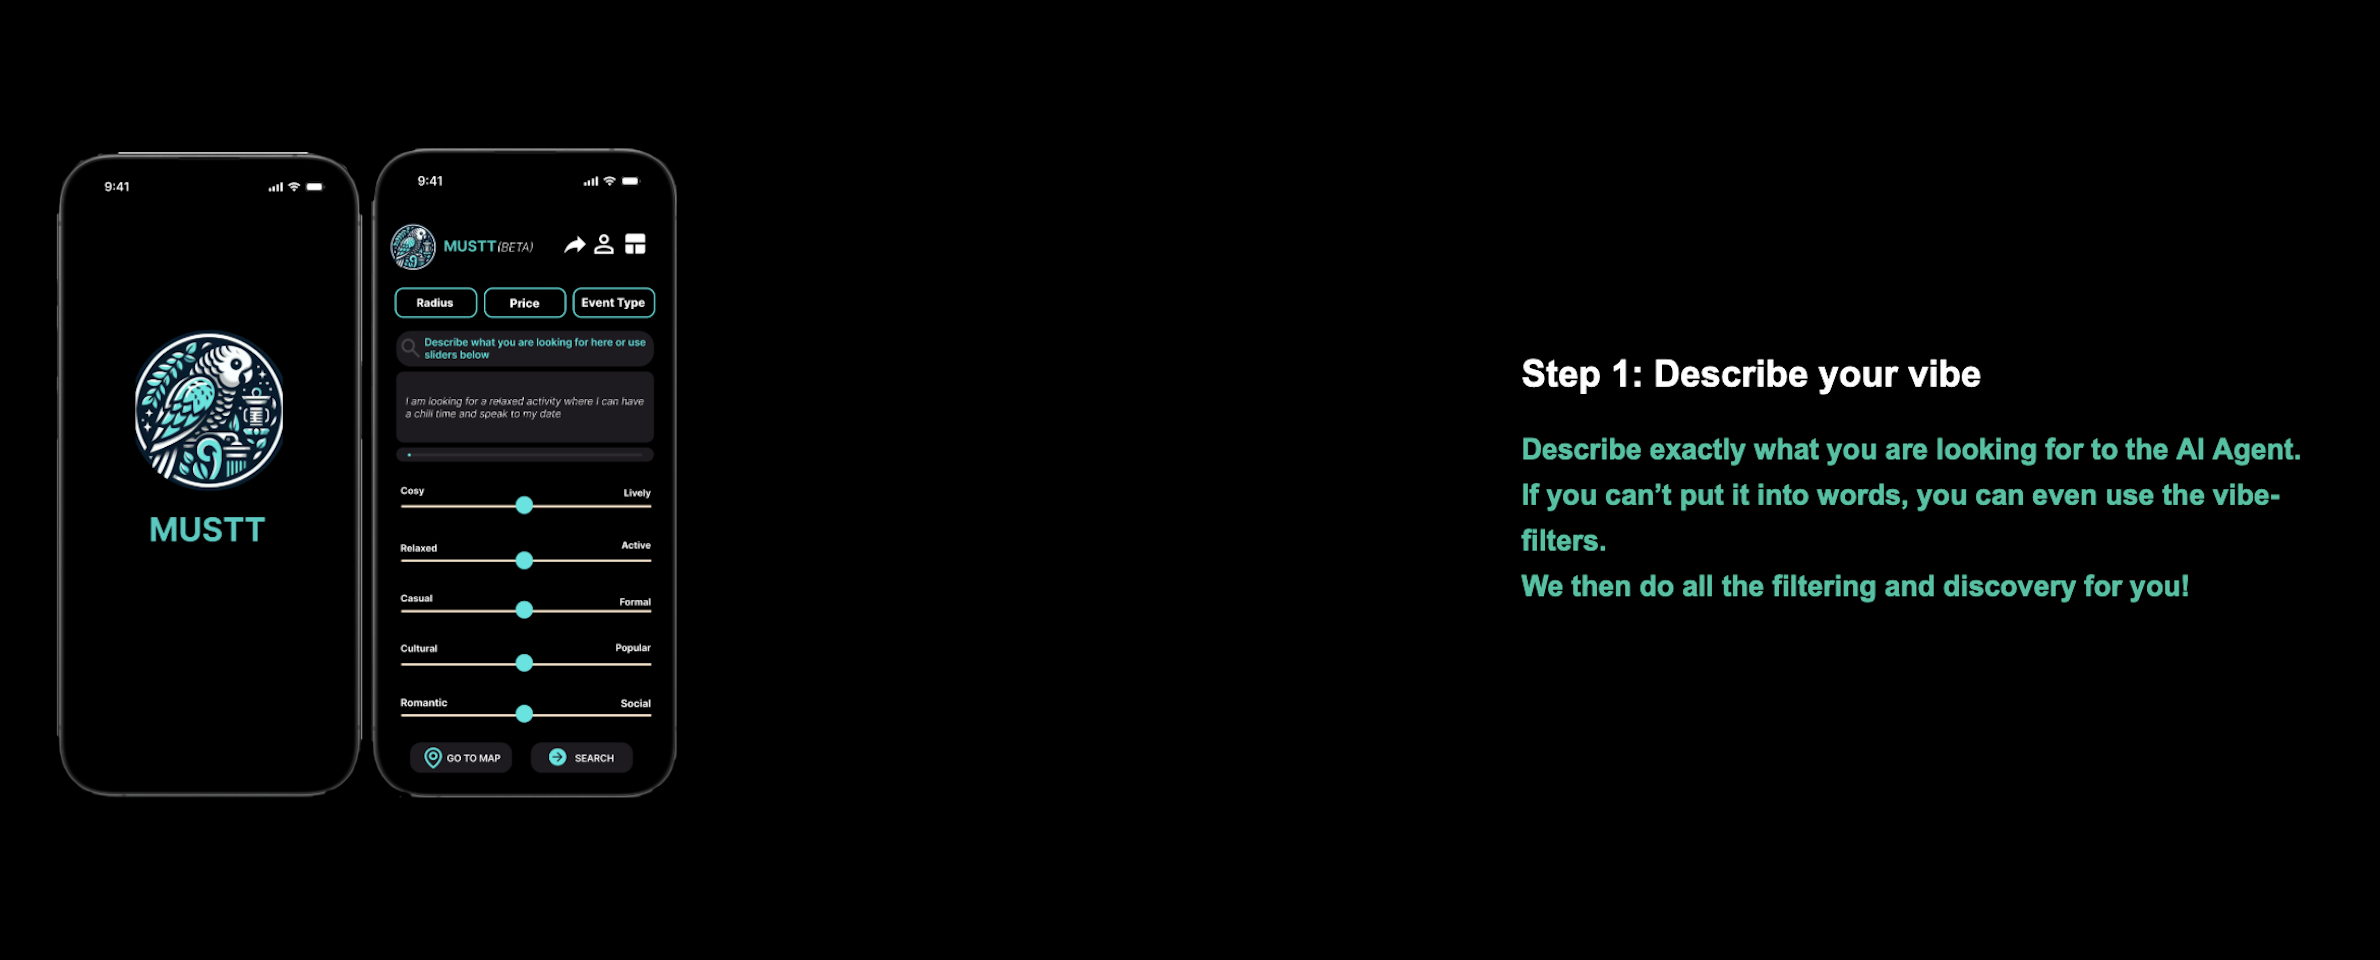 9:41
MUSTT
9:41
MUSTT(BETA)
Radius
Price
Event Type
Describe what you are looking for here or use
sliders below
I am looking for a relaxed activity where I can have
a chill time and speak to my date
Cosy
Lively
Relaxed
Active
Casual
Formal
Cultural
Popular
Romantic
Social
GO TO MAP
SEARCH
Step 1: Describe your vibe
Describe exactly what you are looking for to the AI Agent.
If you can’t put it into words, you can even use the vibe-
filters.
We then do all the filtering and discovery for you!